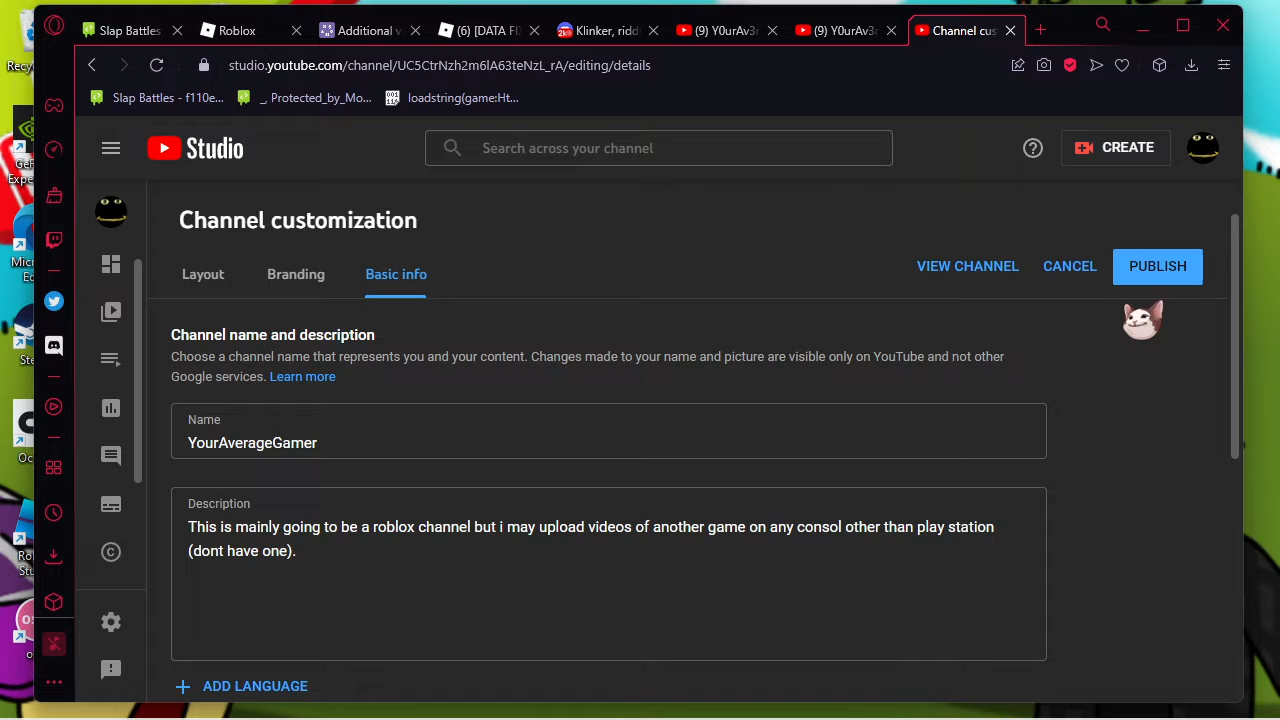 Slap Battles
Roblox
Additional va
(6) [DATA FI
Klinker, ridd
(9) Y0urAv3r
(9) Y0urAv3r
Channel cus
studio.youtube.com/channel/UC5CtrNzh2m6lA63teNzL_rA/editing/details
Slap Battles - f110e...
_ Protected_by_Mo...
loadstring(game:Ht...
Studio
Search across your channel
CREATE
Channel customization
Layout
Branding
Basic info
VIEW CHANNEL
CANCEL
PUBLISH
Channel name and description
Choose a channel name that represents you and your content. Changes made to your name and picture are visible only on YouTube and not other
Google services. Learn more
Name
YourAverageGamer
Description
This is mainly going to be a roblox channel but i may upload videos of another game on any consol other than play station
(dont have one).
ADD LANGUAGE